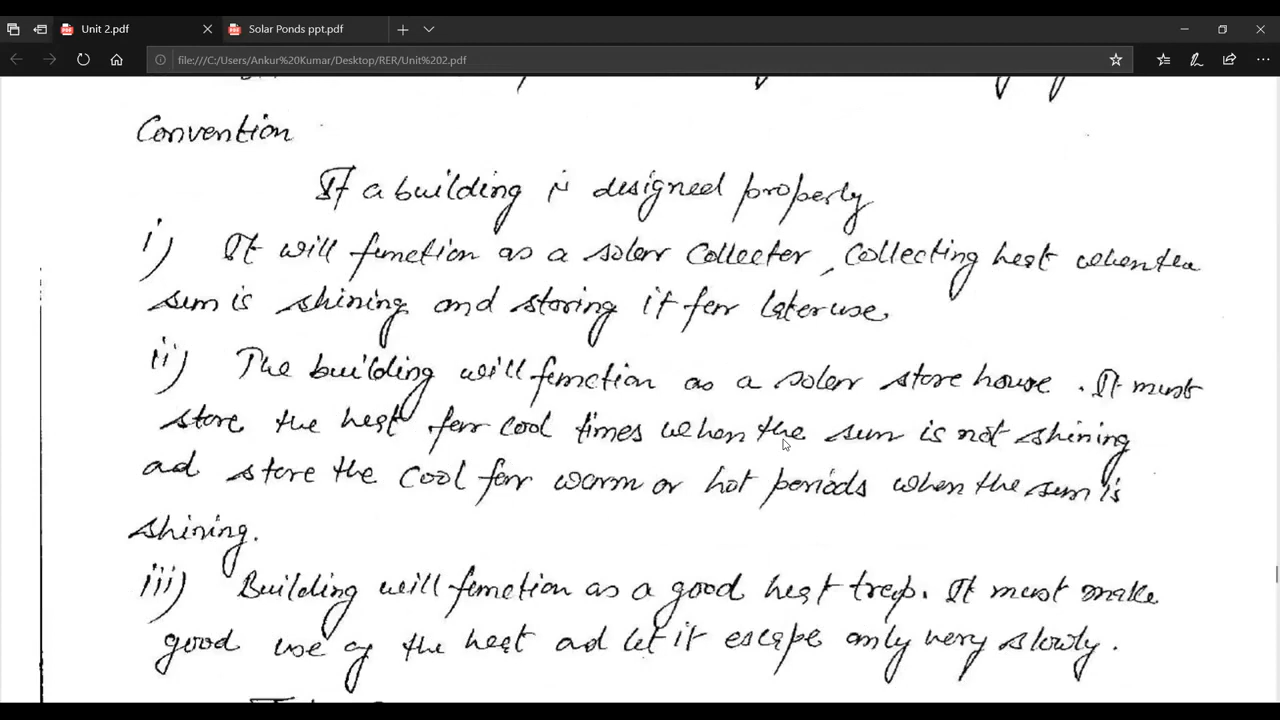 Unit 2.pdf
Solar Ponds ppt.pdf
file:///C:/Users/Ankur%20Kumar/Desktop/RER/Unit%202.pdf
Convention
If a building is designed properly
i) It will function as a solar collecter, collecting heat when the
sun is shining and storing it for later use.
ii) The building will function as a solar store house. It must
store the heat for cool times when the sun is not shining
ad store the cool for warm or hot periods when the sun is
shining.
iii) Building will function as a good heat trap. It must make
good use of the heat ad let it escape only very slowly.